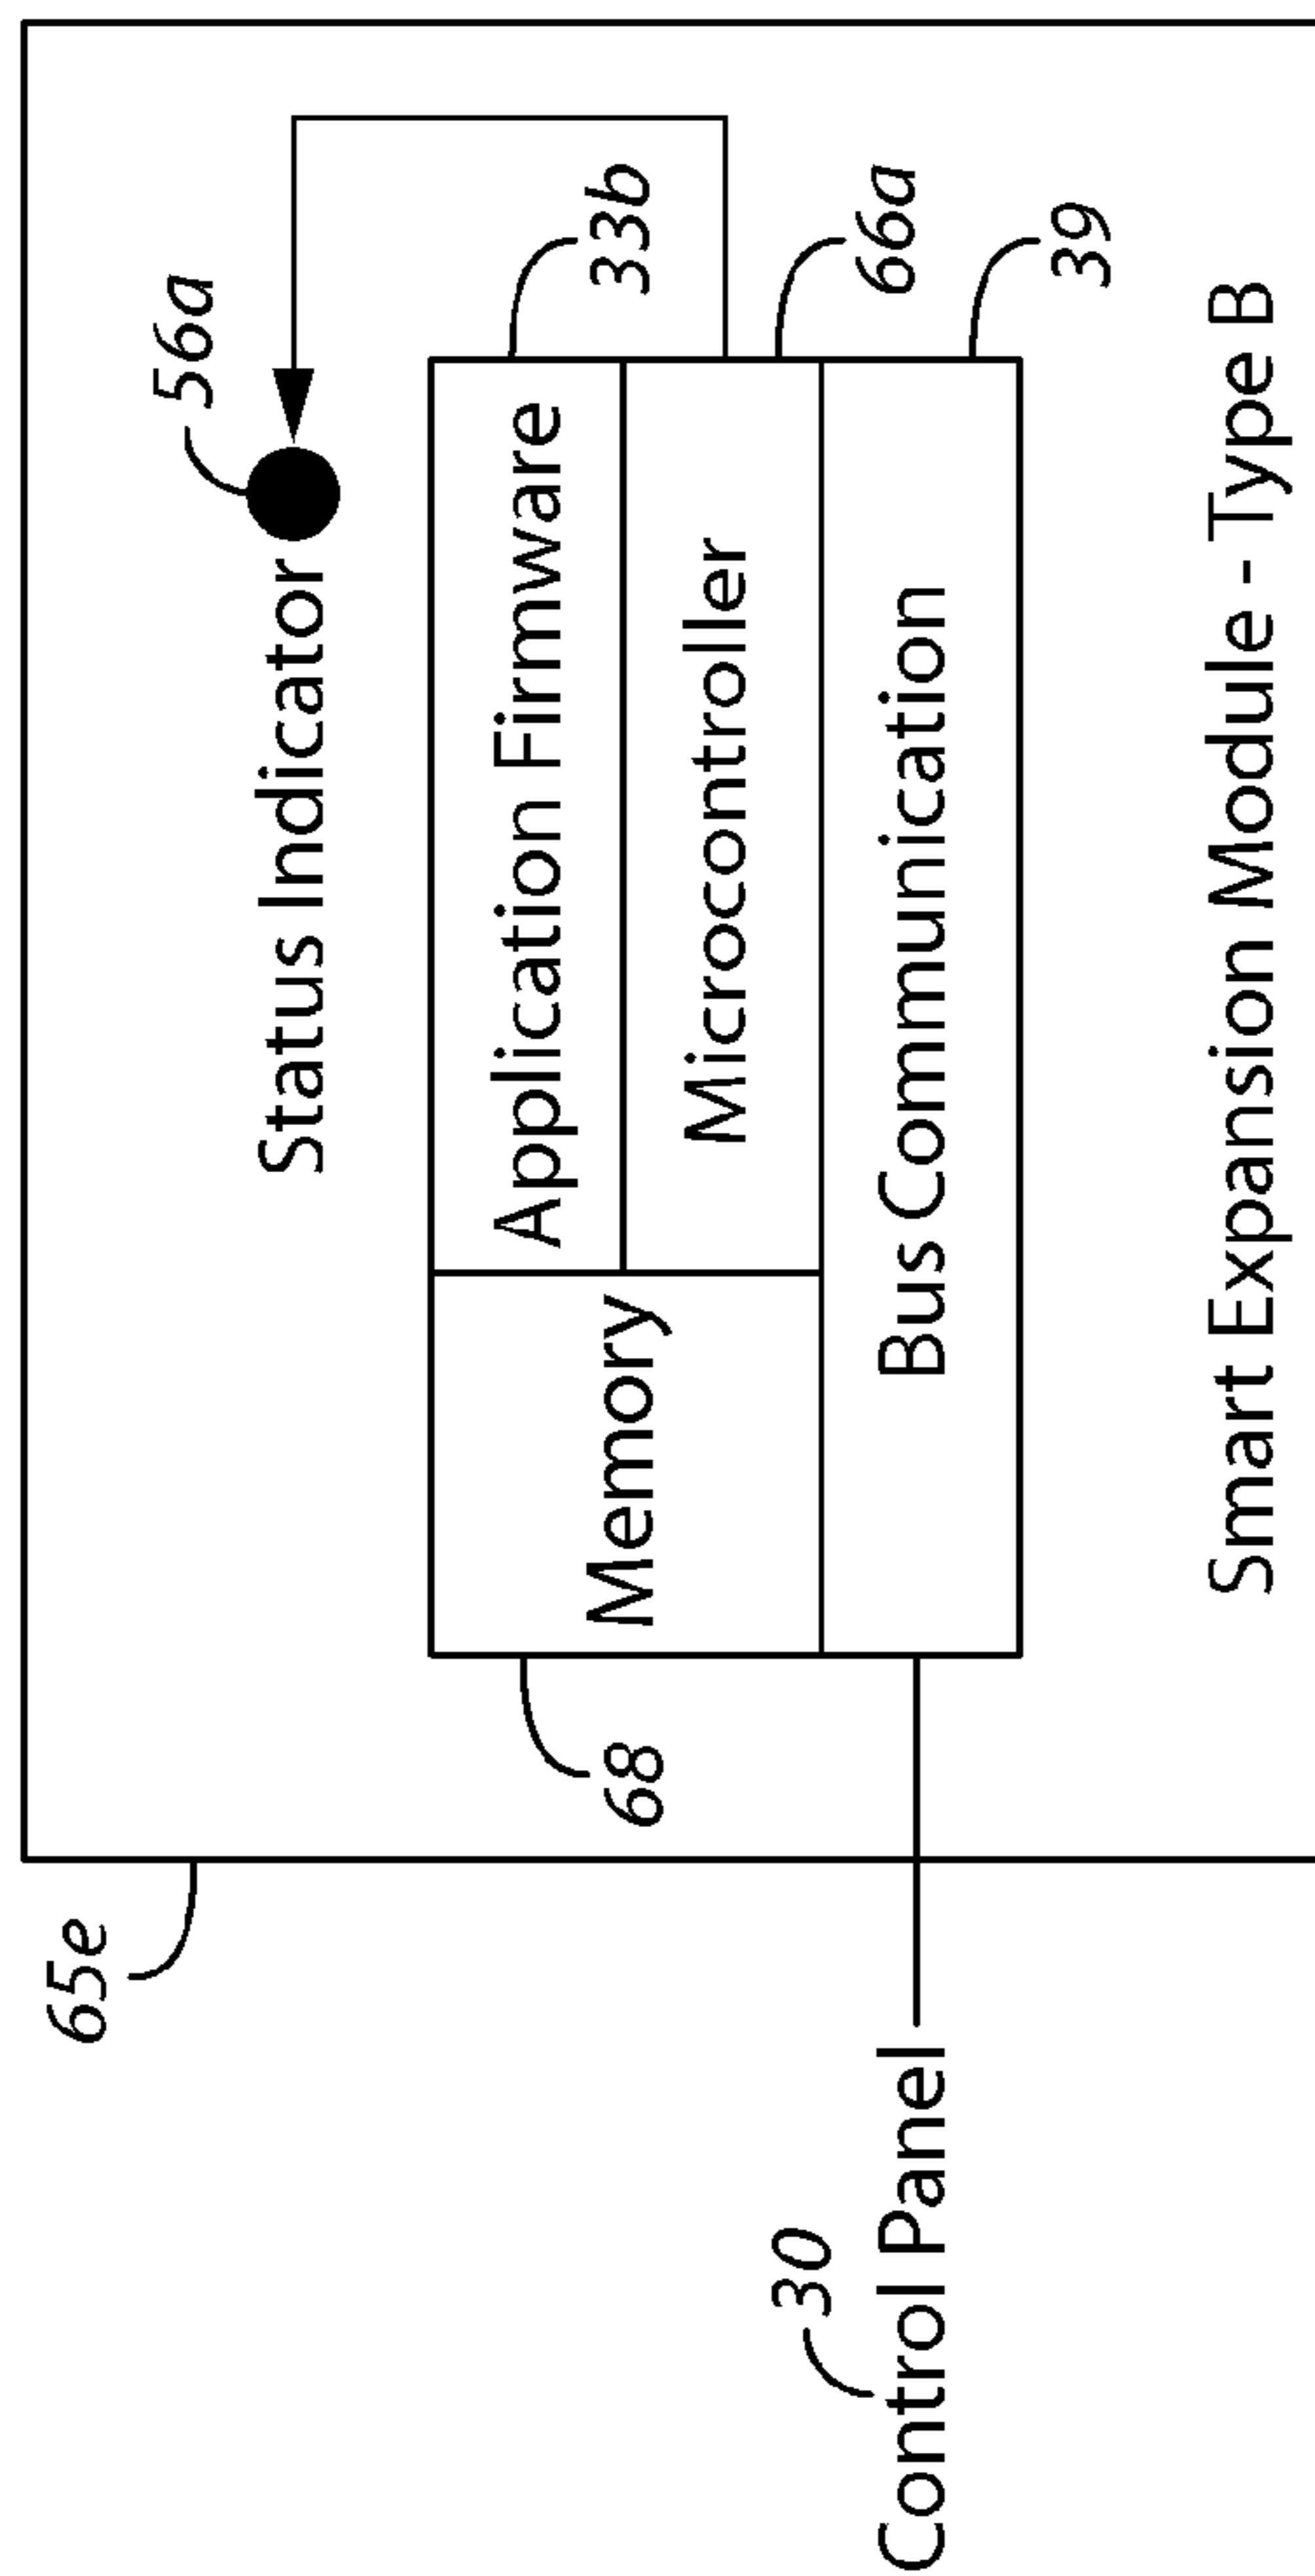 65e
56a
Status Indicator
68
33b
Application Firmware
Memory
Microcontroller
66a
30
Control Panel
Bus Communication
39
Smart Expansion Module - Type B